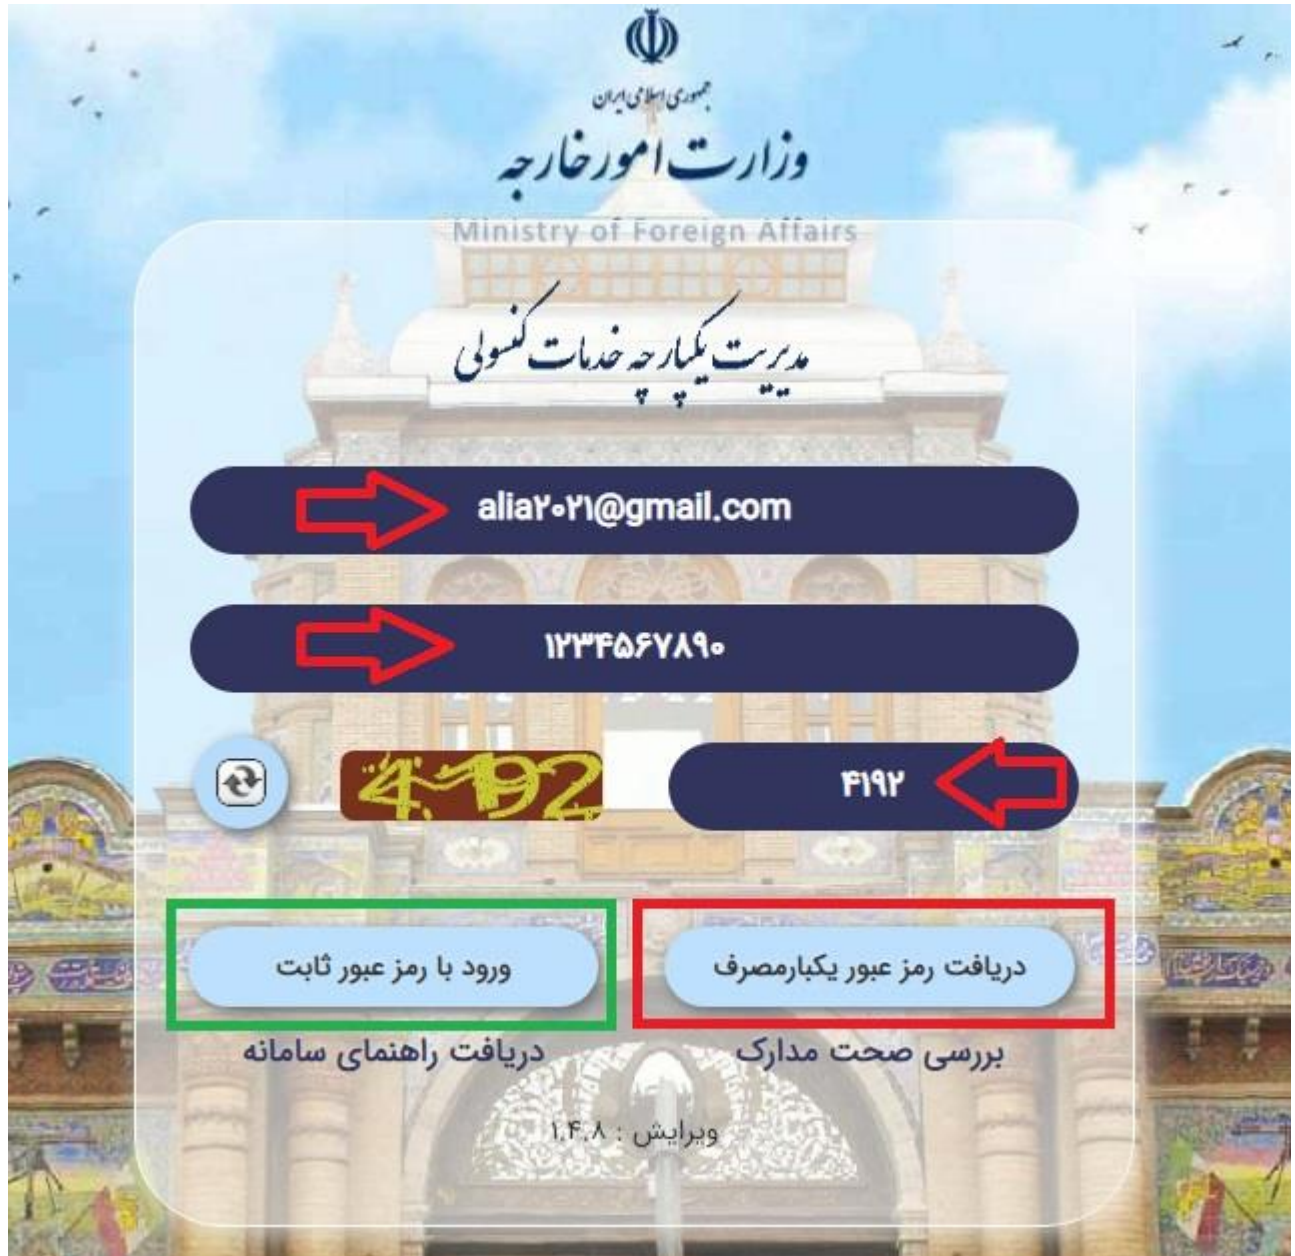 جمهوری اسلامی ایران
وزارت امور خارجه
Ministry of Foreign Affairs
مدیریت یکپارچه خدمات کنسولی
alia۲۰۲۱@gmail.com
۱۲۳۴۵۶۷۸۹۰
۴۱۹۲
4192
دریافت رمز عبور یکبارمصرف
ورود با رمز عبور ثابت
بررسی صحت مدارک
دریافت راهنمای سامانه
ویرایش : ۱.۴.۸